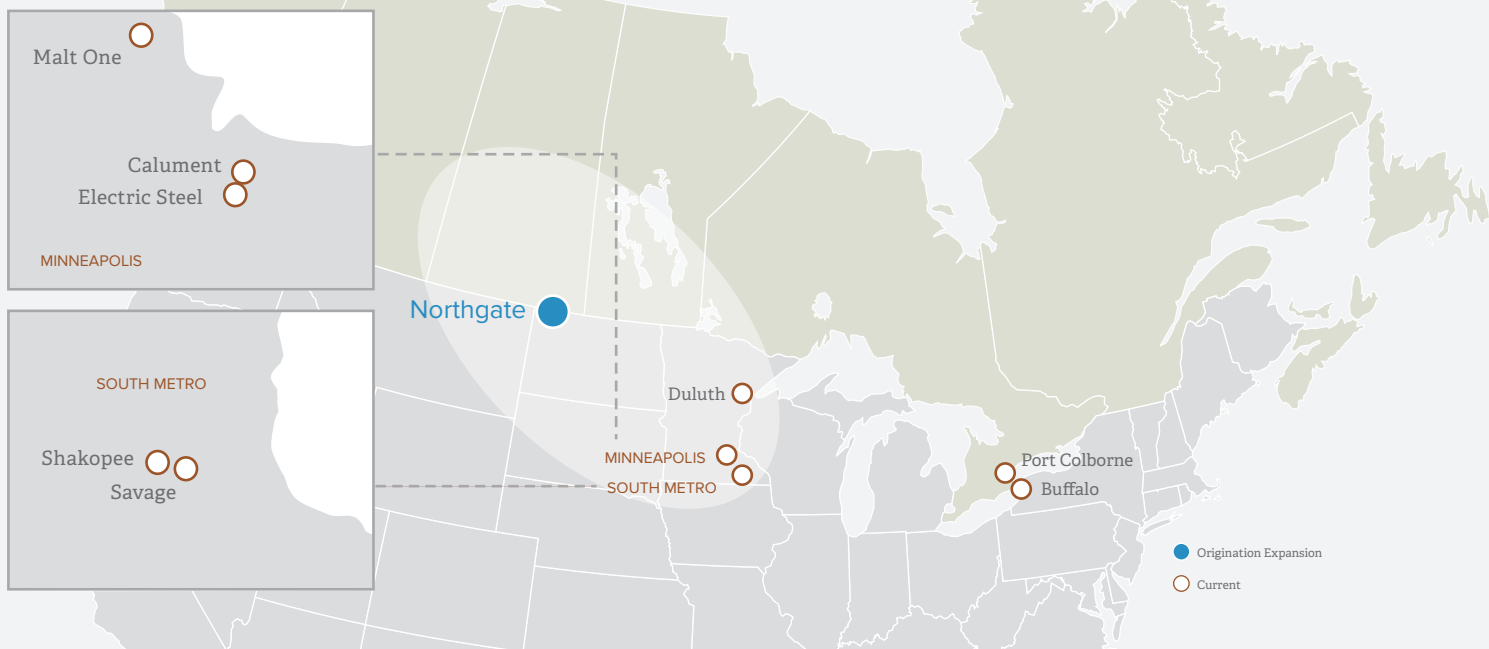 Malt One
Calument
Electric Steel
MINNEAPOLIS
SOUTH METRO
Shakopee
Savage
Northgate
Duluth
MINNEAPOLIS
SOUTH METRO
Port Colborne
Buffalo
Origination Expansion
Current